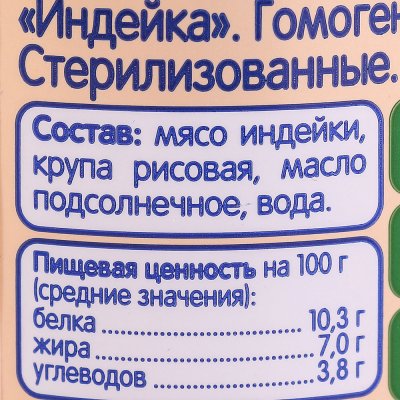 «Индейка». Гомоген
Стерилизованные.
Состав: мясо индейки,
крупа рисовая, масло
подсолнечное, вода.
Пищевая ценность на 100 г
(средние значения):
белка ........................ 10,3 г
жира ........................ 7,0 г
углеводов ................ 3,8 г